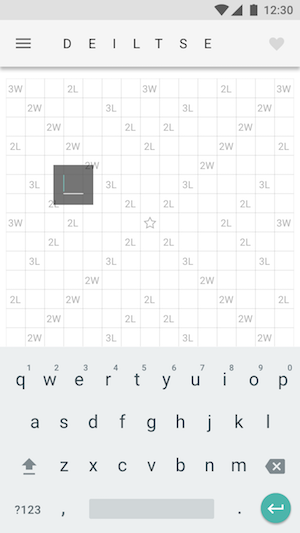 12:30
D E I L T S E
3W 2L 3W 2L 3W
2W 3L 3L 2W
2W 2L 2L 2W
2L 2W 2L 2W 2L
2W 2W
3L 3L 3L 3L
2L 2L 2L 2L
3W 2L 2L 3W
2L 2L 2L 2L
3L 3L 3L 3L
2W 2W
2L 2W 2L 2W 2L
2W 2L 2L 2W
2W 3L 3L 2W
1 2 3 4 5 6 7 8 9 0
q w e r t y u i o p
a s d f g h j k l
z x c v b n m
?123 , .